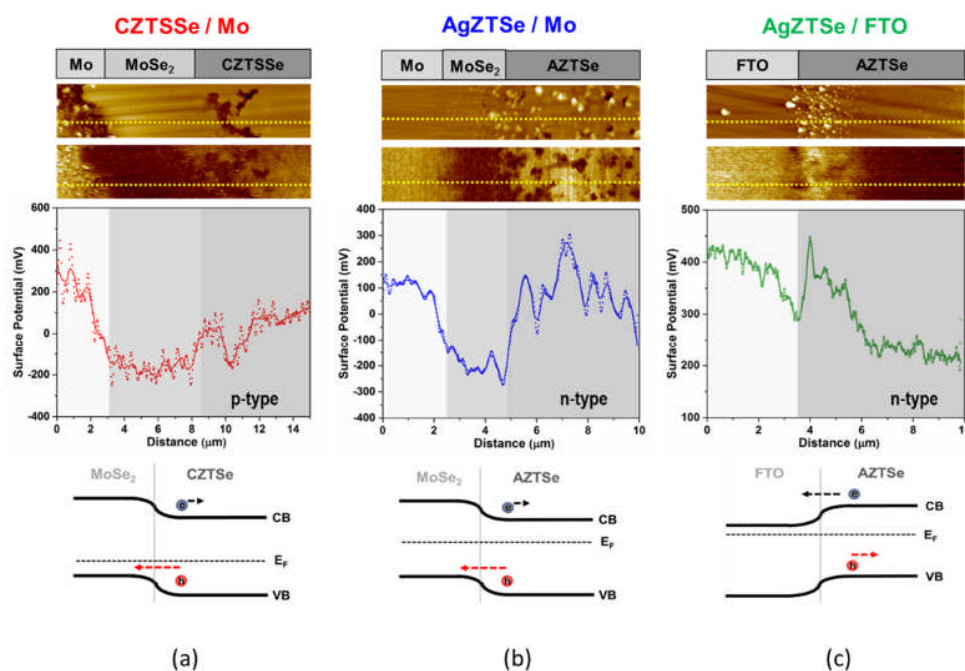 CZTSSe / Mo
AgZTSe / Mo
AgZTSe / FTO
Mo MoSe₂ CZTSSe
Mo MoSe₂ AZTSe
FTO AZTSe
Surface Potential (mV)
600
400
200
0
-200
-400
0 2 4 6 8 10 12 14
Distance (μm)
p-type
Surface Potential (mV)
400
300
200
100
0
-100
-200
-300
-400
0 2 4 6 8 10
Distance (μm)
n-type
Surface Potential (mV)
500
400
300
200
100
0 2 4 6 8 1
Distance (μm)
n-type
MoSe₂ CZTSe
e
CB
E_F
h
VB
MoSe₂ AZTSe
e
CB
E_F
h
VB
FTO AZTSe
e
CB
E_F
h
VB
(a)
(b)
(c)